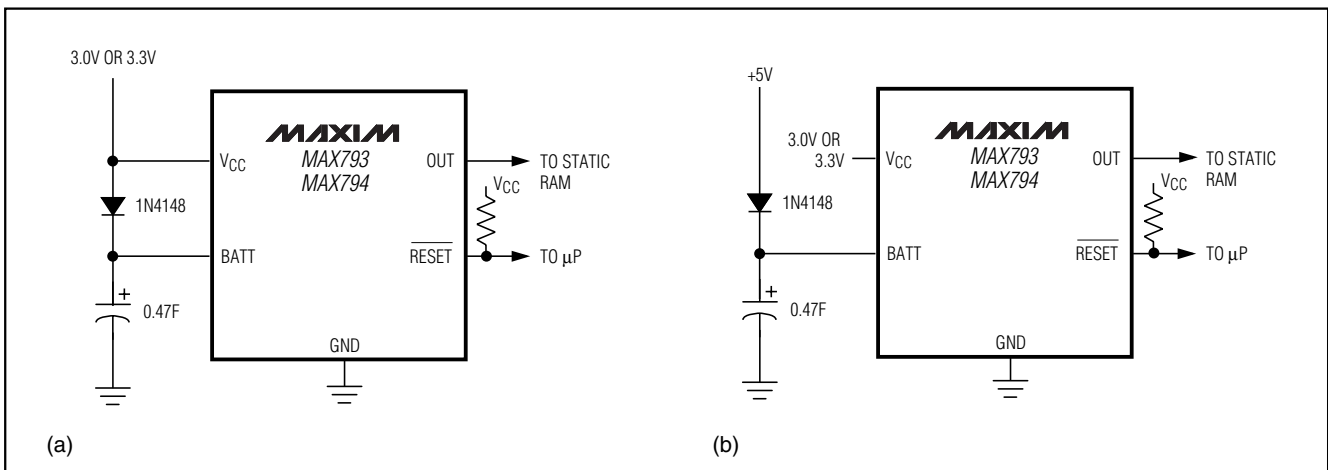 3.0V OR 3.3V
MAXIM
MAX793
MAX794
VCC
OUT
TO STATIC
RAM
VCC
1N4148
BATT
RESET
TO μP
+
0.47F
GND
(a)
+5V
3.0V OR
3.3V
MAXIM
MAX793
MAX794
VCC
OUT
TO STATIC
RAM
VCC
1N4148
BATT
RESET
TO μP
+
0.47F
GND
(b)